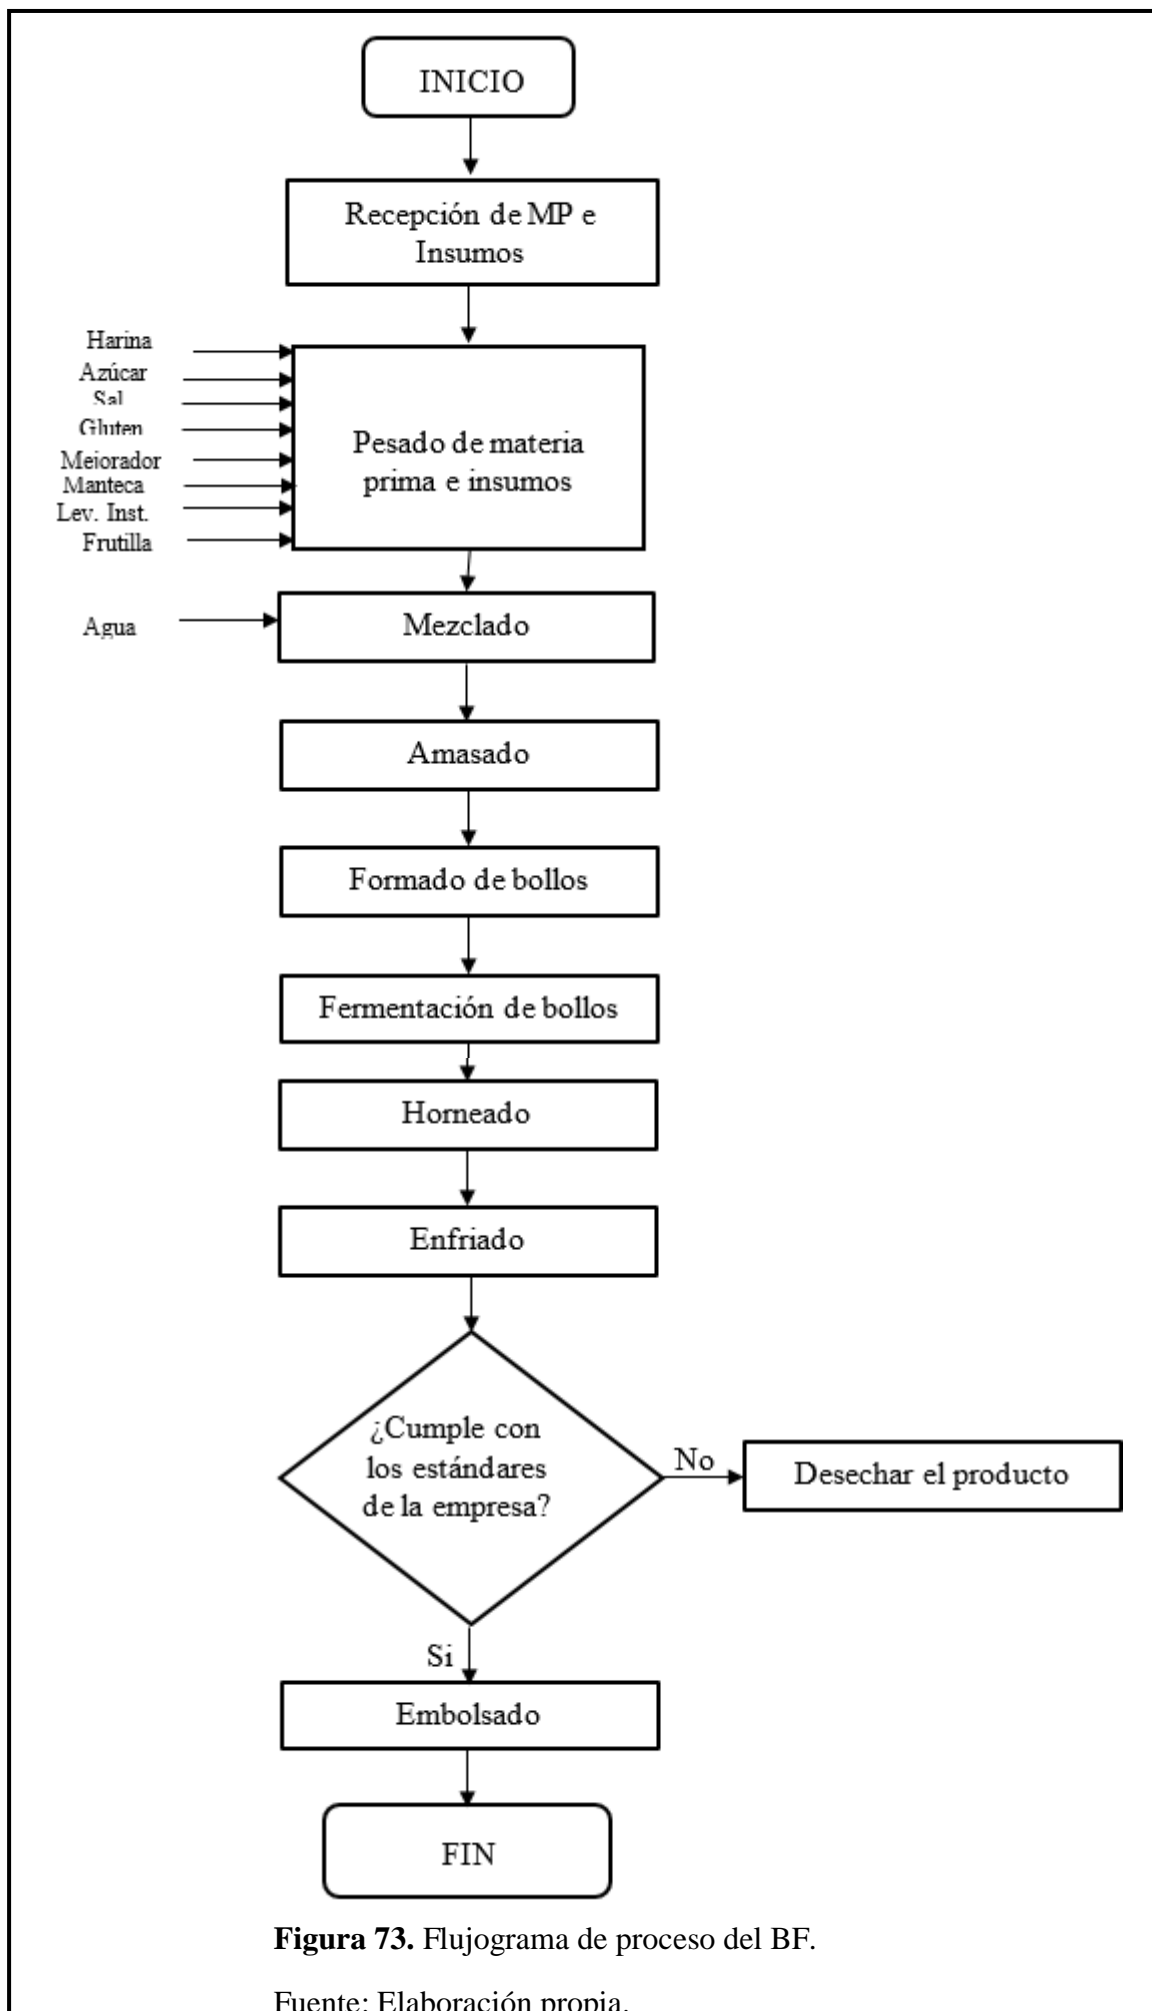 INICIO
Recepción de MP e
Insumos
Harina
Azúcar
Sal
Gluten
Mejorador
Manteca
Lev. Inst.
Frutilla
Pesado de materia
prima e insumos
Agua
Mezclado
Amasado
Formado de bollos
Fermentación de bollos
Horneado
Enfriado
¿Cumple con
los estándares
de la empresa?
No
Desechar el producto
Si
Embolsado
FIN
Figura 73. Flujograma de proceso del BF.
Fuente: Elaboración propia.